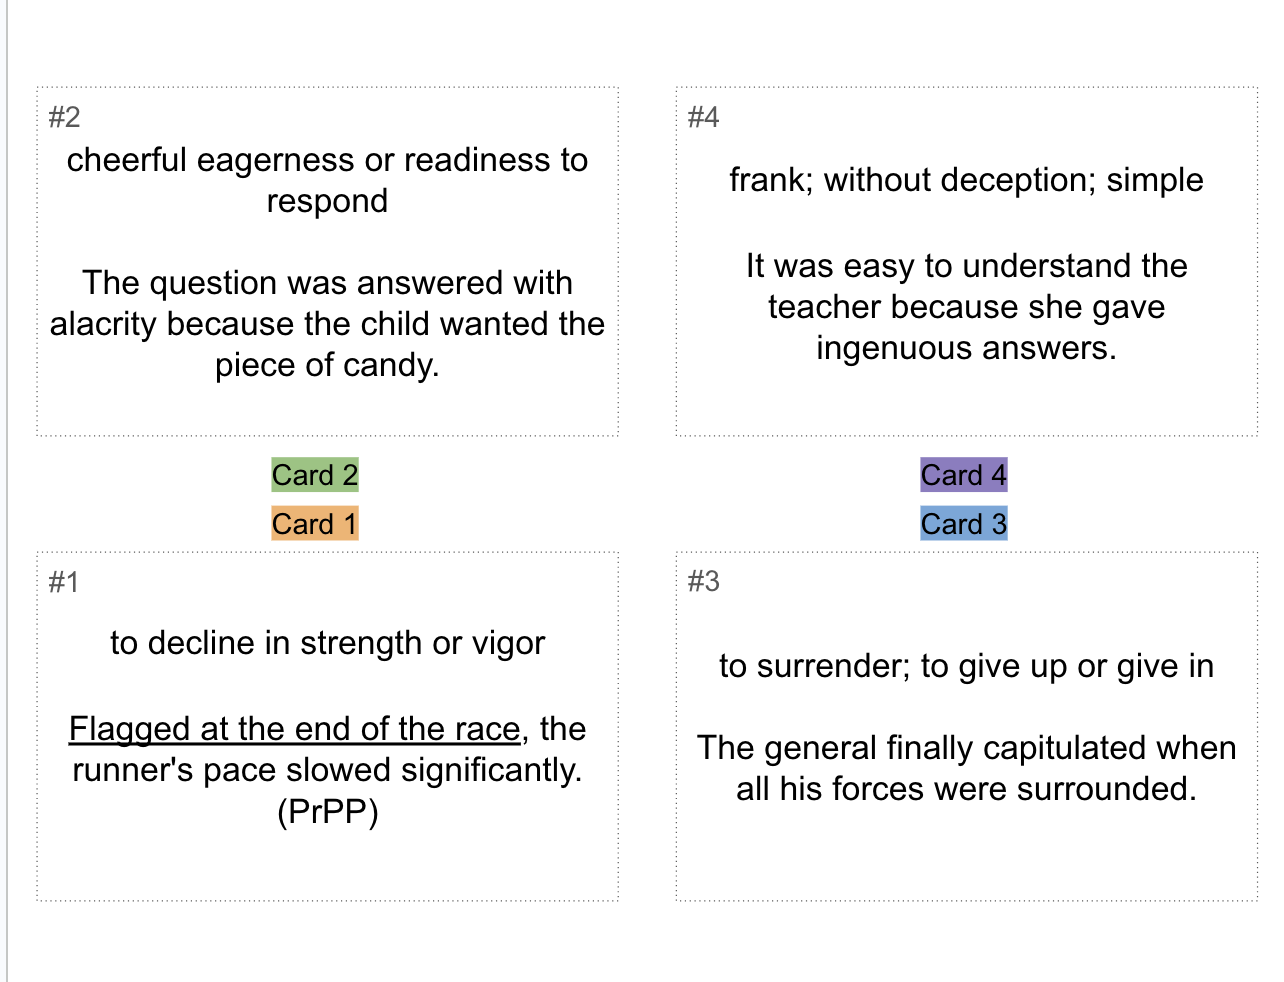 #2
cheerful eagerness or readiness to
respond
The question was answered with
alacrity because the child wanted the
piece of candy.
#4
frank; without deception; simple
It was easy to understand the
teacher because she gave
ingenuous answers.
Card 2
Card 1
Card 4
Card 3
#1
to decline in strength or vigor
Flagged at the end of the race, the
runner's pace slowed significantly.
(PrPP)
#3
to surrender; to give up or give in
The general finally capitulated when
all his forces were surrounded.